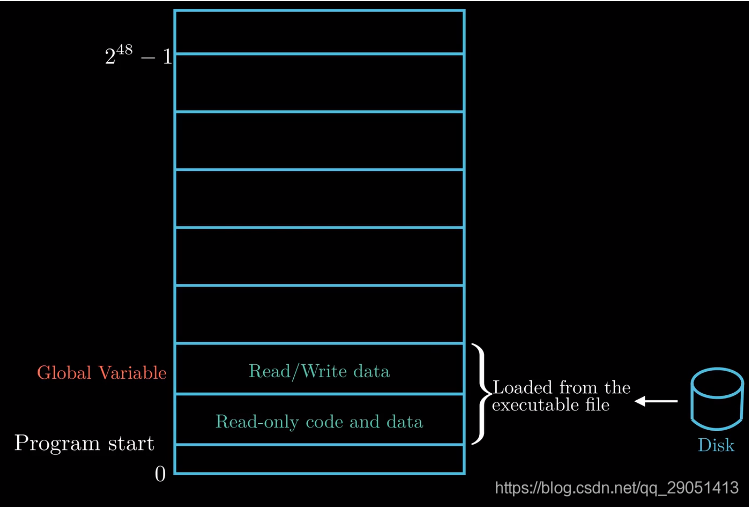 2^48 − 1
Global Variable
Read/Write data
Loaded from the
executable file
Read-only code and data
Program start
Disk
0
https://blog.csdn.net/qq_29051413